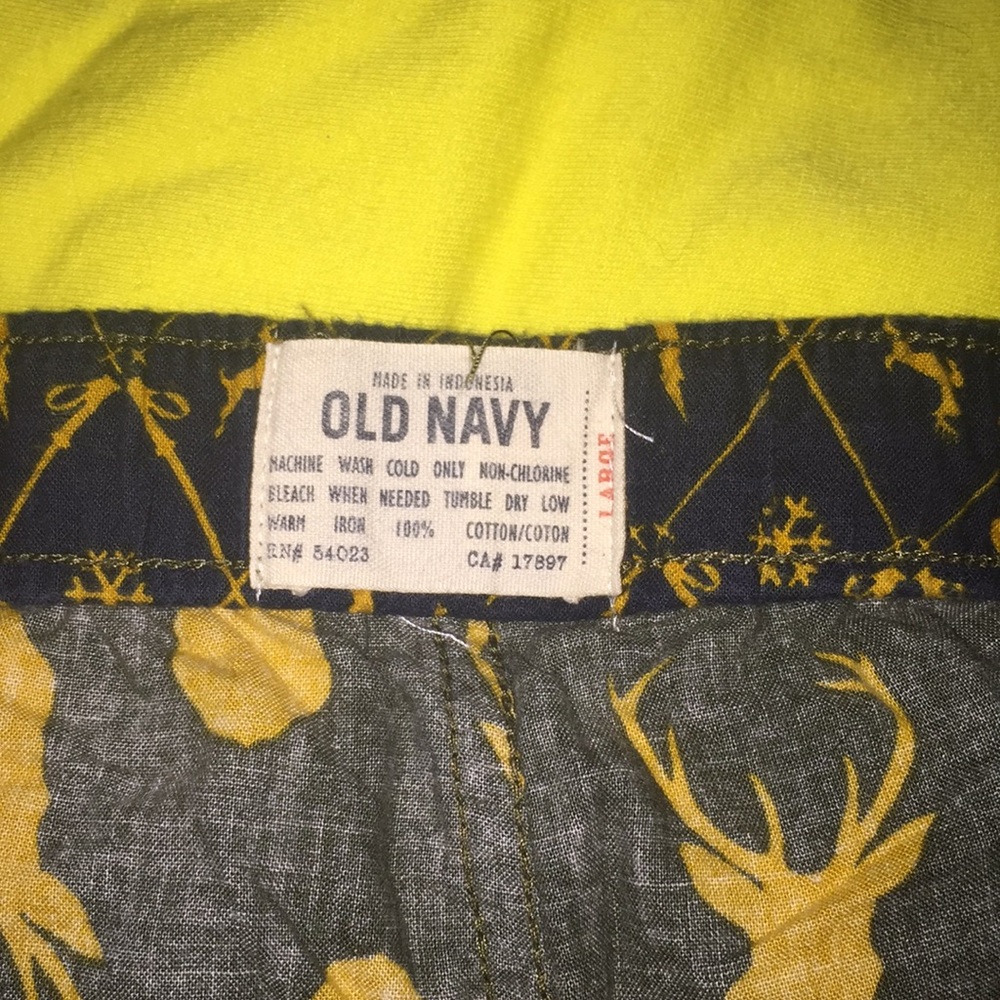 MADE IN INDONESIA
OLD NAVY
MACHINE WASH COLD ONLY NON-CHLORINE
BLEACH WHEN NEEDED TUMBLE DRY LOW
WARM IRON 100% COTTON/COTON
RN# 54023 CA# 17897
LARGE